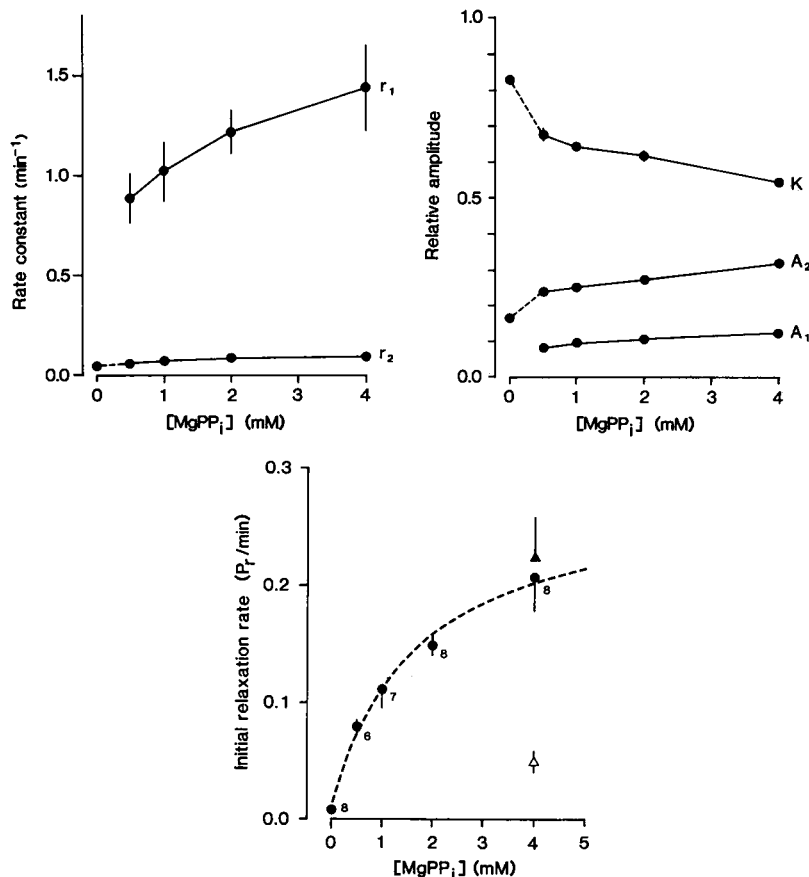 Rate constant (min⁻¹)
1.5
1.0
0.5
0.0
r₁
r₂
0 1 2 3 4
[MgPPᵢ] (mM)
Relative amplitude
1.0
0.5
0.0
K
A₂
A₁
0 1 2 3 4
[MgPPᵢ] (mM)
Initial relaxation rate (Pᵣ/min)
0.3
0.2
0.1
0.0
8
6
7
8
8
0 1 2 3 4 5
[MgPPᵢ] (mM)